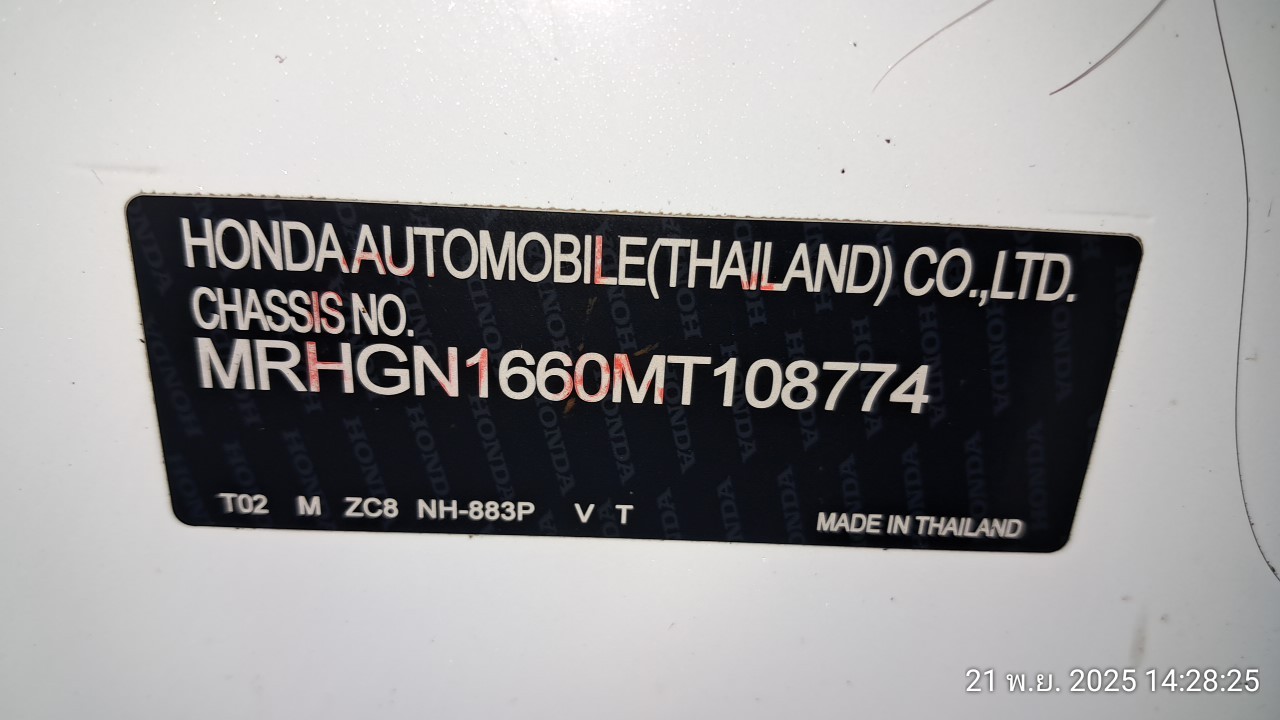 HONDA AUTOMOBILE(THAILAND) CO.,LTD.
CHASSIS NO.
MRHGN1660MT108774
T02 M ZC8 NH-883P V T
MADE IN THAILAND
21 พ.ย. 2025 14:28:25